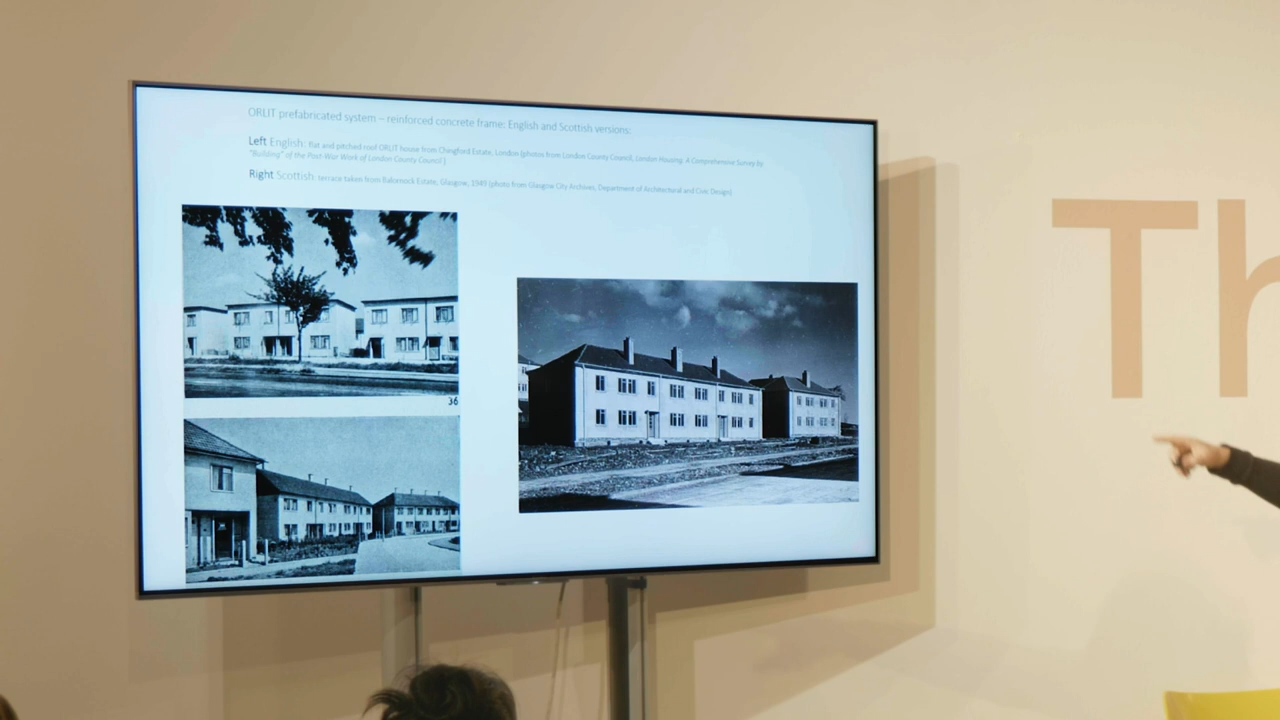 ORLIT prefabricated system – reinforced concrete frame: English and Scottish versions:
Left English: flat and pitched roof ORLIT house from Chingford Estate, London (photos from London County Council, London Housing: A Comprehensive Survey By
"Building" of the Post-War Work of London County Council.)
Right Scottish: terrace taken from Balornock Estate, Glasgow, 1949 (photo from Glasgow City Archives, Department of Architectural and Civic Design)
36
Th